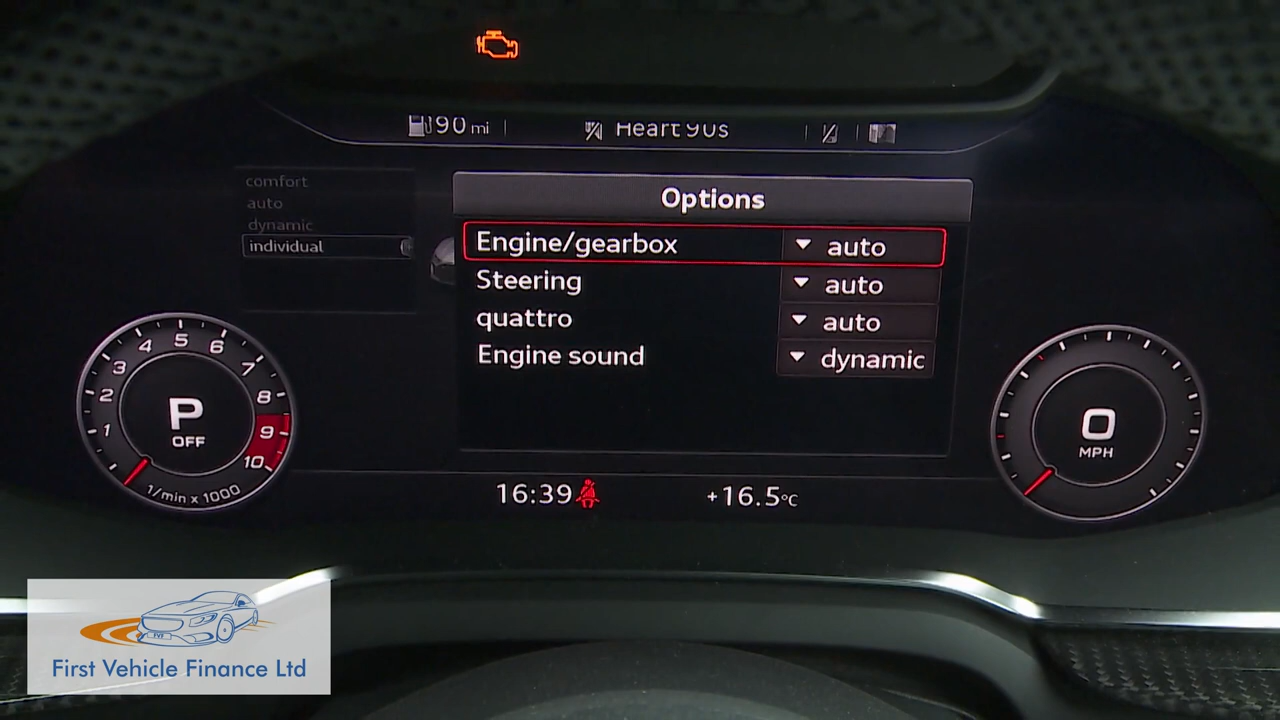 90 mi
Heart 90s
comfort
auto
dynamic
individual
Options
Engine/gearbox auto
Steering auto
quattro auto
Engine sound dynamic
1 2 3 4 5 6 7 8 9 10
P
OFF
1/min x 1000
0
MPH
16:39
+16.5°C
First Vehicle Finance Ltd